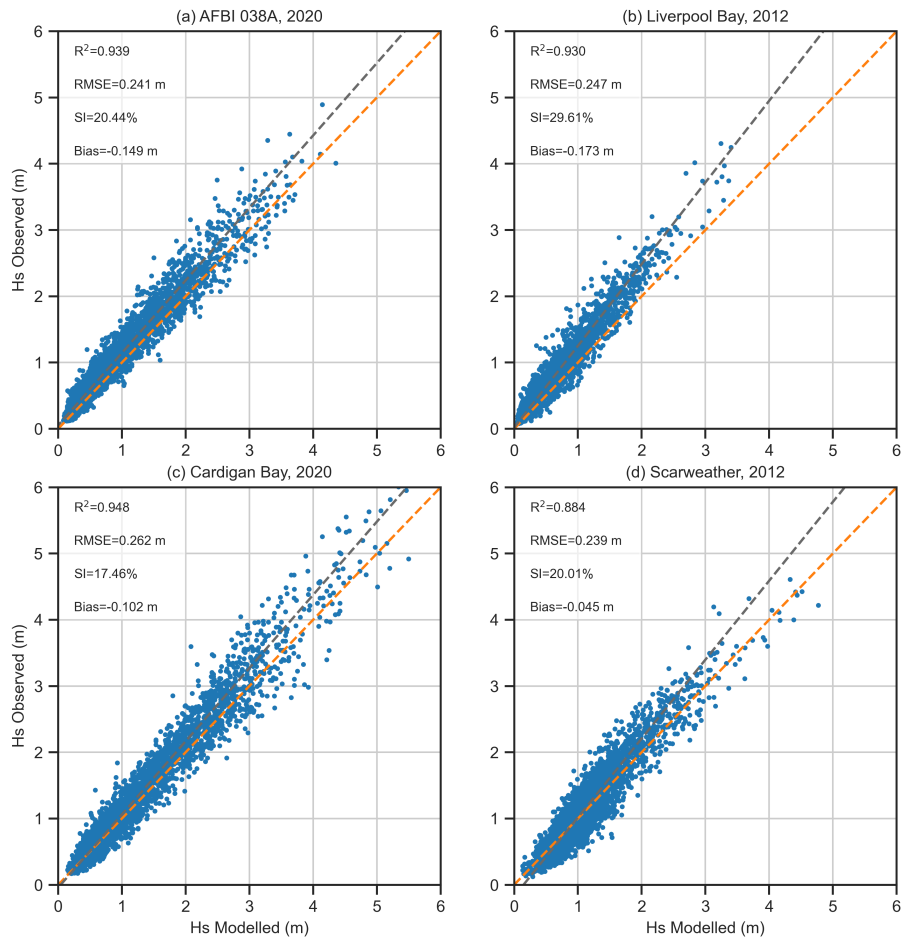 (a) AFBI 038A, 2020
R²=0.939
RMSE=0.241 m
SI=20.44%
Bias=-0.149 m
Hs Observed (m)
6
5
4
3
2
1
0
0 1 2 3 4 5 6
(b) Liverpool Bay, 2012
R²=0.930
RMSE=0.247 m
SI=29.61%
Bias=-0.173 m
6
5
4
3
2
1
0
0 1 2 3 4 5 6
(c) Cardigan Bay, 2020
R²=0.948
RMSE=0.262 m
SI=17.46%
Bias=-0.102 m
Hs Observed (m)
6
5
4
3
2
1
0
0 1 2 3 4 5 6
Hs Modelled (m)
(d) Scarweather, 2012
R²=0.884
RMSE=0.239 m
SI=20.01%
Bias=-0.045 m
6
5
4
3
2
1
0
0 1 2 3 4 5 6
Hs Modelled (m)